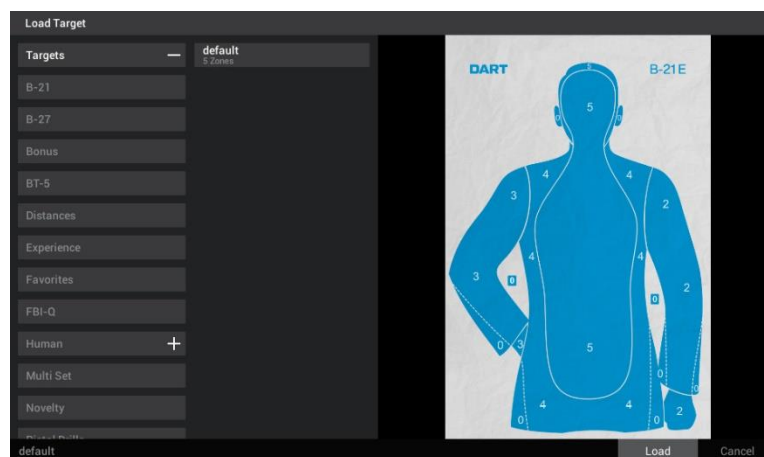 Load Target
Targets
default
5 Zones
B-21
B-27
Bonus
BT-5
Distances
Experience
Favorites
FBI-Q
Human
Multi Set
Novelty
Pistol Drills
DART
B-21E
5
5
0
0
4
4
3
2
4
4
3
0
2
0
0
3
5
0
0
4
4
2
0
0
default
Load
Cancel